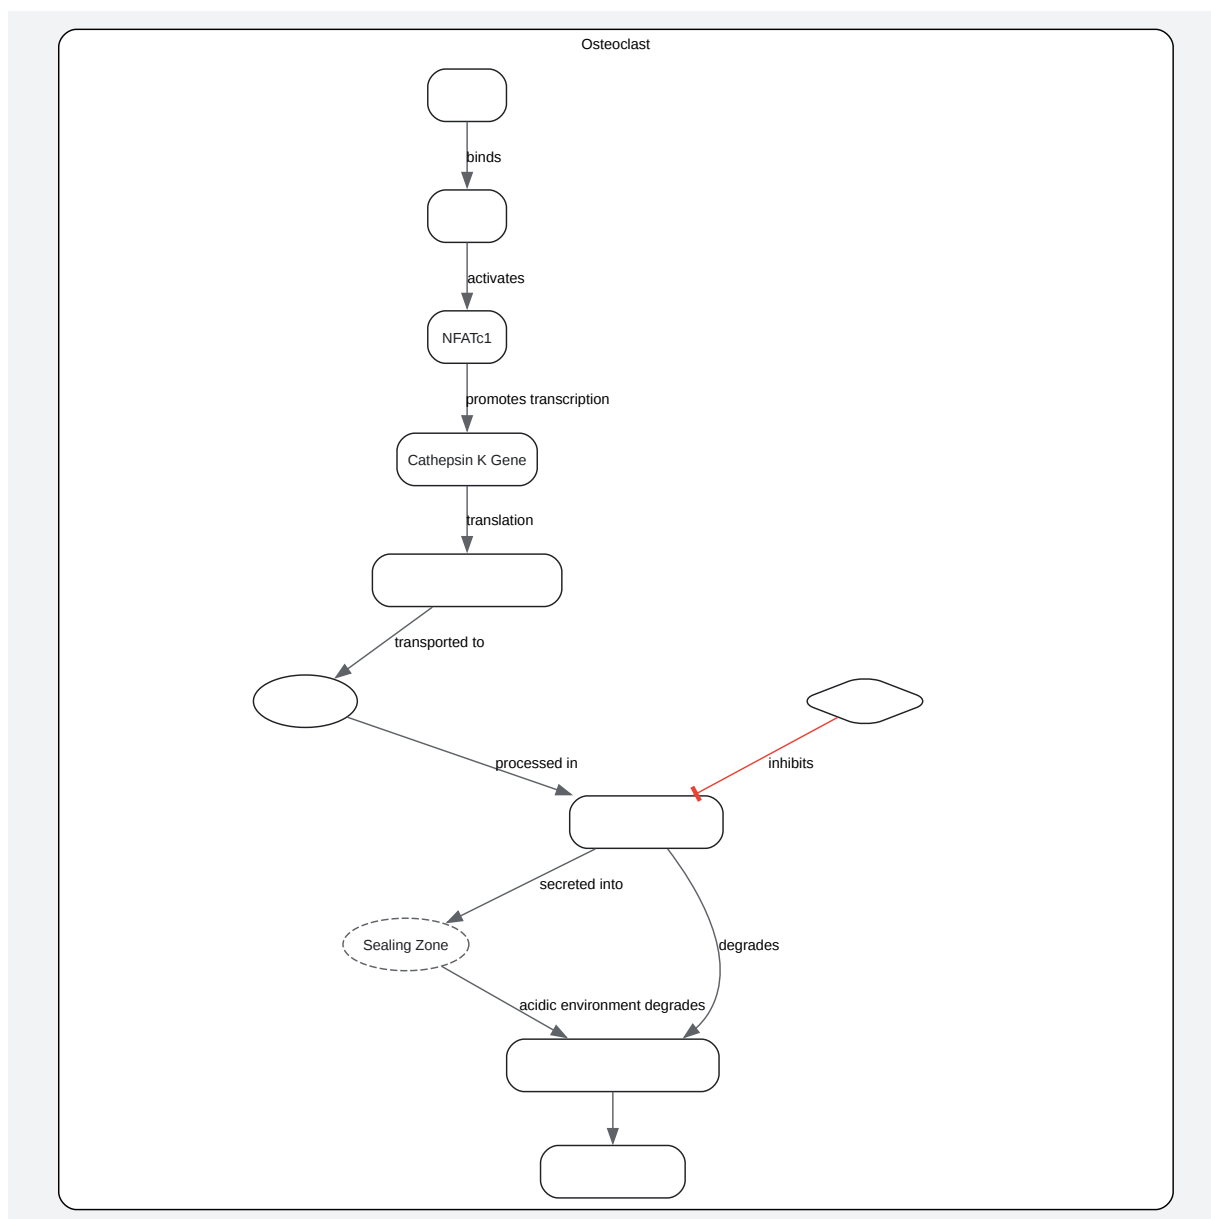 Osteoclast
binds
activates
NFATc1
promotes transcription
Cathepsin K Gene
translation
transported to
processed in
inhibits
secreted into
Sealing Zone
degrades
acidic environment degrades